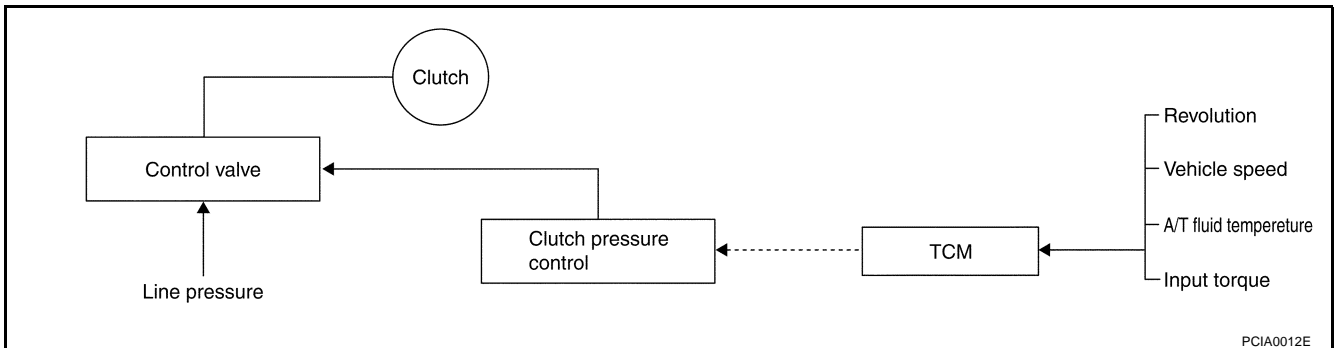 Clutch
Control valve
Line pressure
Clutch pressure
control
TCM
Revolution
Vehicle speed
A/T fluid tempereture
Input torque
PCIA0012E